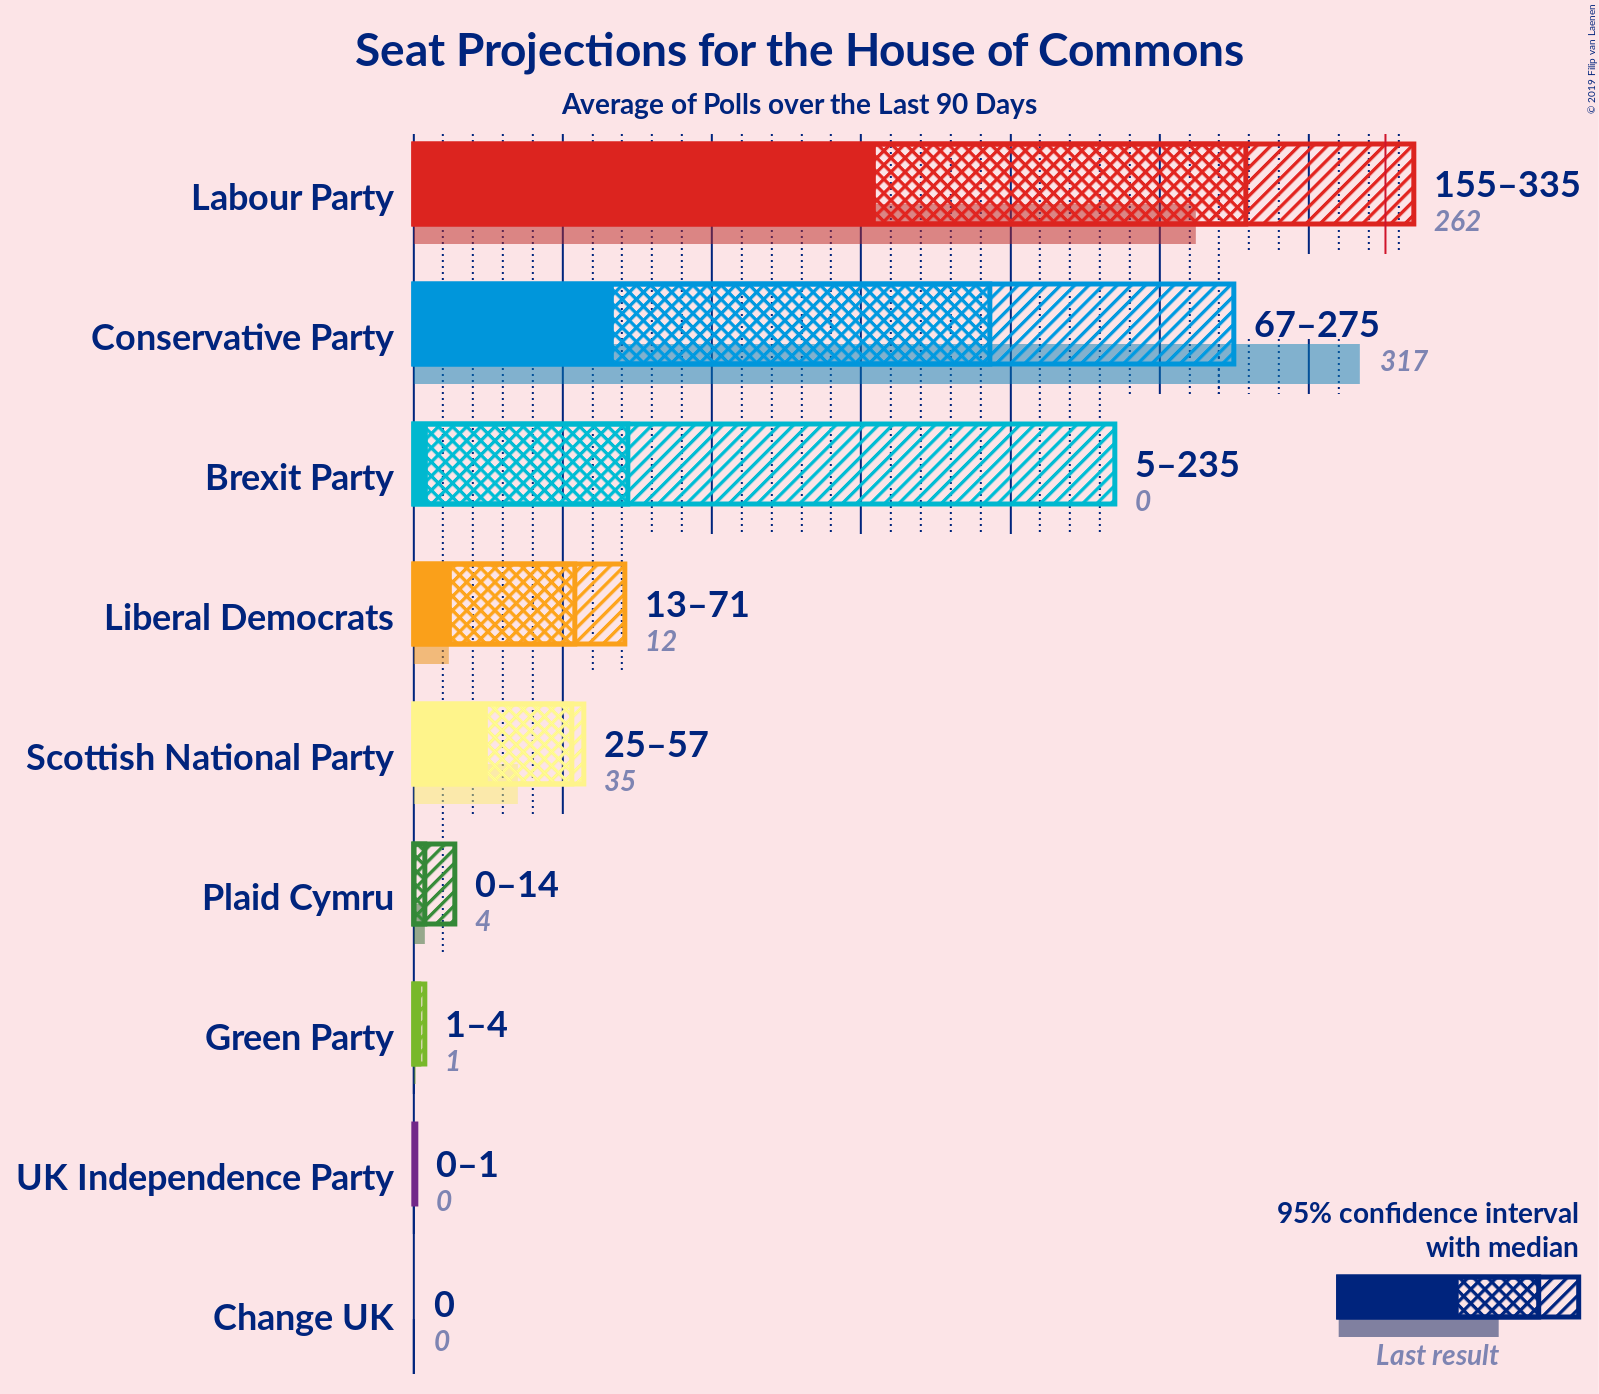 Seat Projections for the House of Commons
Average of Polls over the Last 90 Days
© 2019 Filip van Laenen
Labour Party
155–335
262
Conservative Party
67–275
317
Brexit Party
5–235
0
Liberal Democrats
13–71
12
Scottish National Party
25–57
35
Plaid Cymru
0–14
4
Green Party
1–4
1
UK Independence Party
0–1
0
Change UK
0
0
95% confidence interval
with median
Last result